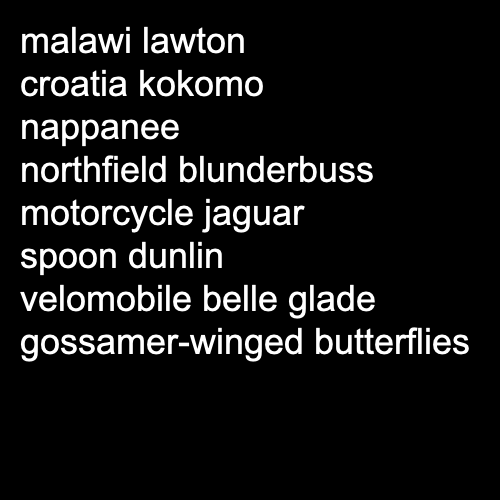 malawi lawton
croatia kokomo
nappanee
northfield blunderbuss
motorcycle jaguar
spoon dunlin
velomobile belle glade
gossamer-winged butterflies